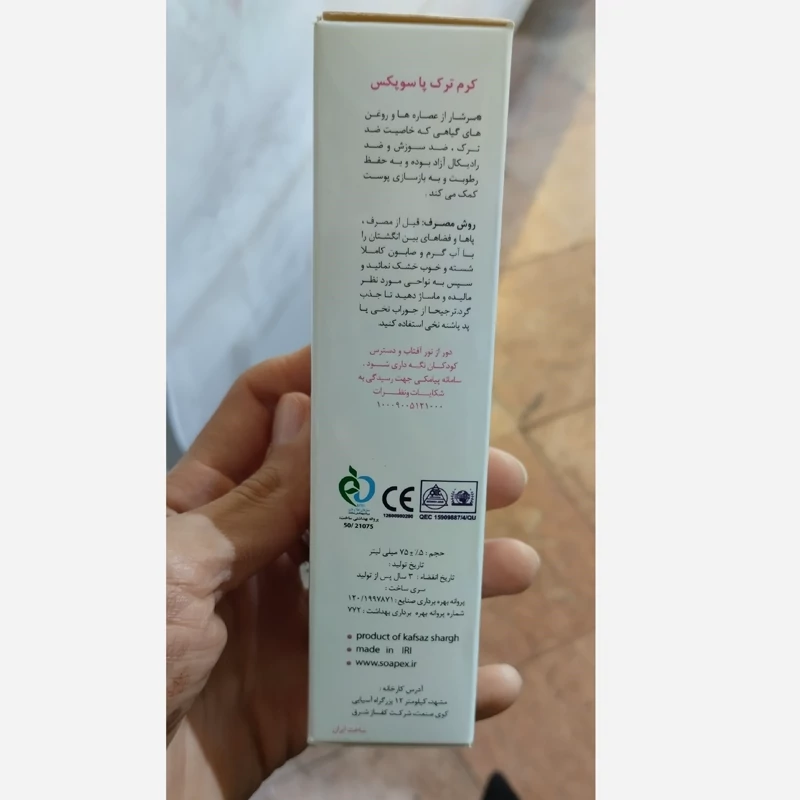 کرم ترک پا سوپکس
سرشار از عصاره ها و روغن
های گیاهی که خاصیت ضد
ترک ، ضد سوزش و ضد
رادیکال آزاد بوده و به حفظ
رطوبت و به بازسازی پوست
کمک می کند .
روش مصرف: قبل از مصرف ،
پاها و فضاهای بین انگشتان را
با آب گرم و صابون کاملا
شسته و خوب خشک نمائید و
سپس به نواحی مورد نظر
مالیده و ماساژ دهید تا جذب
گردد.ترجیحا از جوراب نخی یا
پد پاشنه نخی استفاده کنید.
دور از نور آفتاب و دسترس
کودکان نگه داری شود .
سامانه پیامکی جهت رسیدگی به
شکایات ونظرات
۱۰۰۰۹۰۰۵۱۲۱۰۰۰
CE
QEC 15909887/4/QU
پروانه بهداشتی ساخت
50/ 21075
حجم : ۵٪ ± ۷۵ میلی لیتر
تاریخ تولید :
تاریخ انقضاء : ۳ سال پس از تولید
سری ساخت :
پروانه بهره برداری صنایع : ۱۲۰/۱۹۹۷۸۷۱
شماره پروانه بهره برداری بهداشت : ۷۷۲
product of kafsaz shargh
made in IRI
www.soapex.ir
آدرس کارخانه :
مشهد، کیلومتر ۱۲ بزرگراه آسیایی
کوی صنعت، شرکت کفساز شرق
ساخت ایران